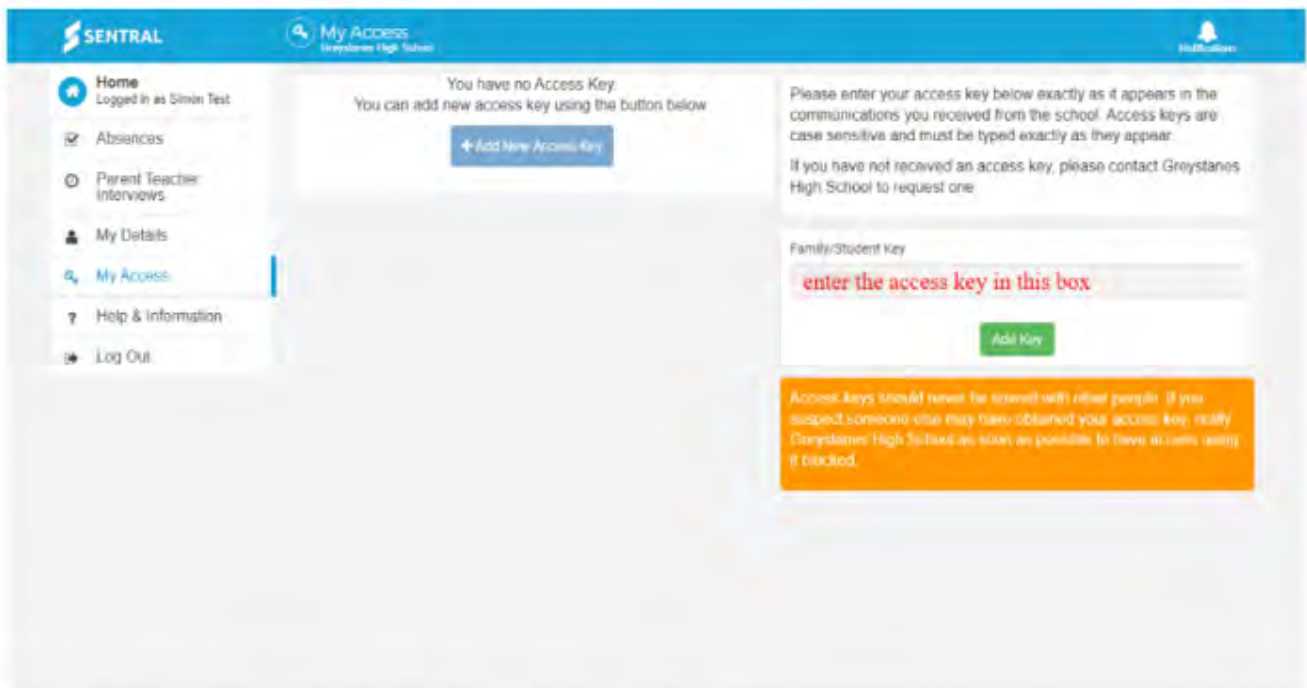 SENTRAL
My Access
Greystanes High School
Notifications
Home
Logged in as Simon Test
Absences
Parent Teacher
Interviews
My Details
My Access
? Help & Information
Log Out
You have no Access Key.
You can add new access key using the button below
+ Add New Access Key
Please enter your access key below exactly as it appears in the
communications you received from the school. Access keys are
case sensitive and must be typed exactly as they appear.
If you have not received an access key, please contact Greystanes
High School to request one
Family/Student Key
enter the access key in this box
Add Key
Access keys should never be shared with other people. If you
suspect someone else may have obtained your access key, notify
Greystanes High School as soon as possible to have access using
it blocked.